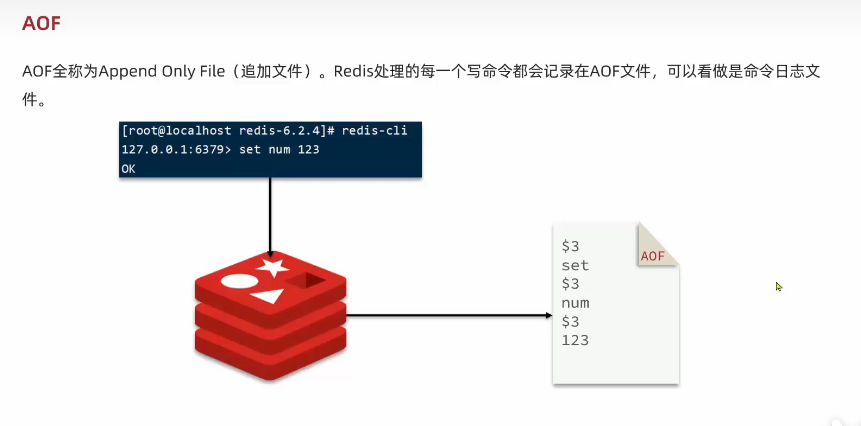 AOF
AOF全称为Append Only File（追加文件）。Redis处理的每一个写命令都会记录在AOF文件，可以看做是命令日志文
件。
[root@localhost redis-6.2.4]# redis-cli
127.0.0.1:6379> set num 123
OK
AOF
$3
set
$3
num
$3
123